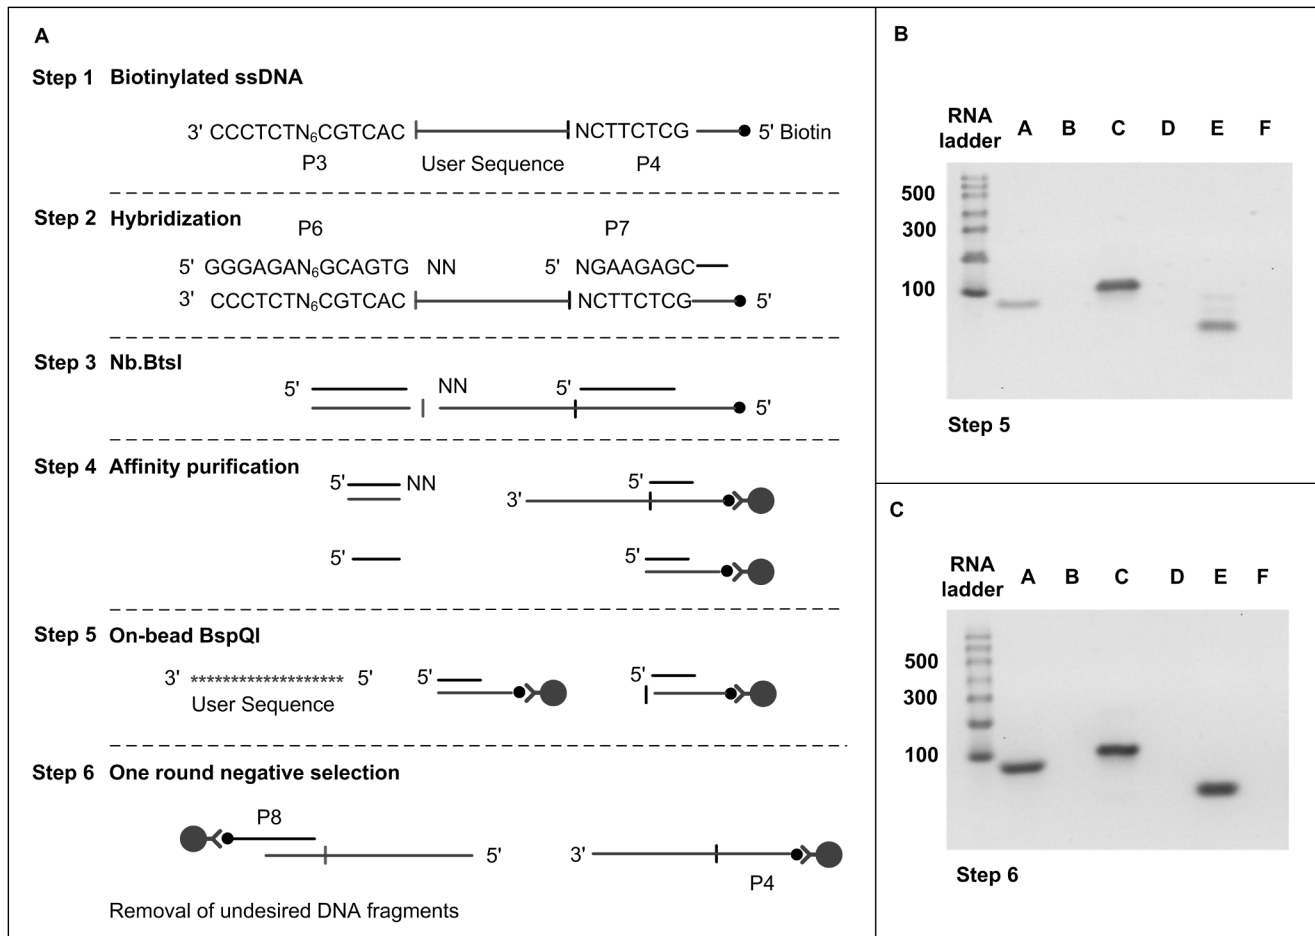 A
Step 1 Biotinylated ssDNA
3' CCCTCTN6CGTCAC NCTTCTCG 5' Biotin
P3 User Sequence P4
Step 2 Hybridization
P6 P7
5' GGGAGAN6GCAGTG NN 5' NGAAGAGC
3' CCCTCTN6CGTCAC NCTTCTCG 5'
Step 3 Nb.BtsI
5' NN 5'
5'
Step 4 Affinity purification
5' NN 5'
3'
5' 5'
Step 5 On-bead BspQI
3' ******************* 5' 5' 5'
User Sequence
Step 6 One round negative selection
P8
5' 3'
P4
Removal of undesired DNA fragments
B
RNA
ladder A B C D E F
500
300
100
Step 5
C
RNA
ladder A B C D E F
500
300
100
Step 6